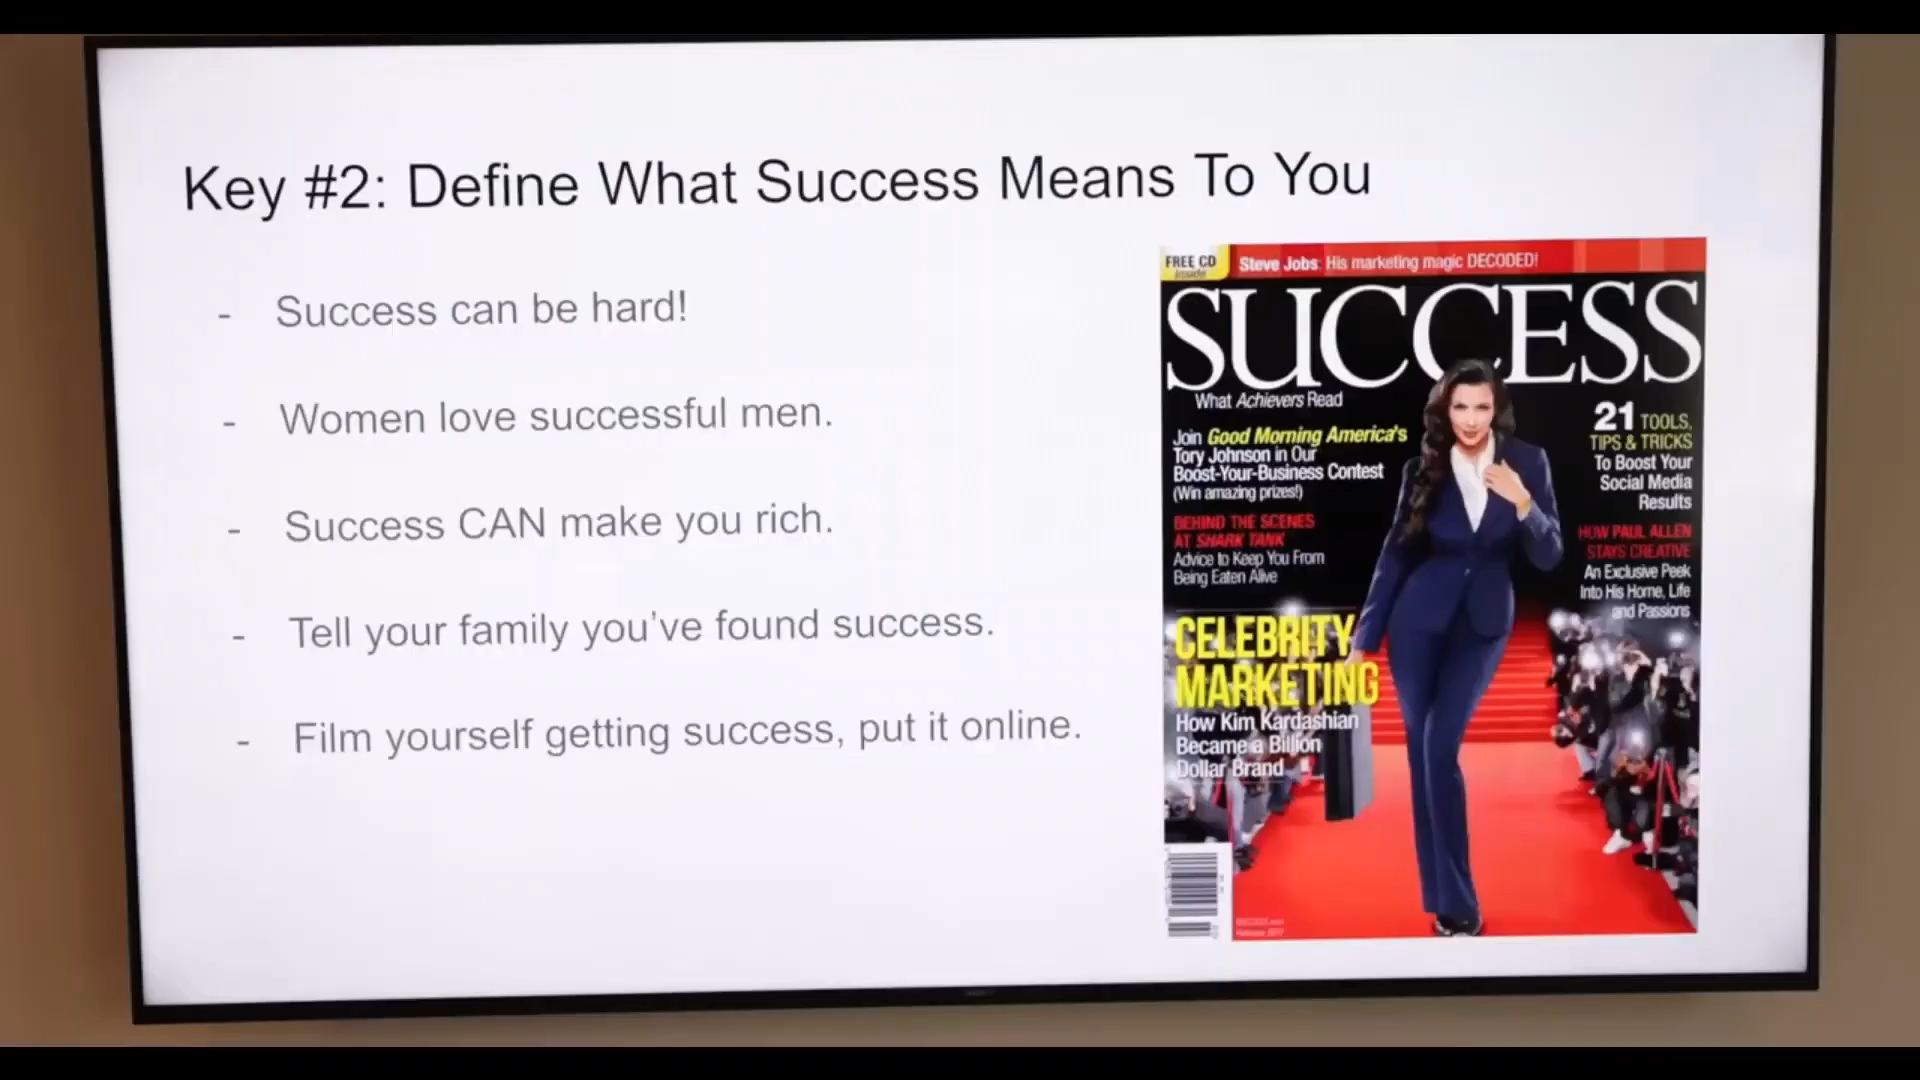 Key #2: Define What Success Means To You
- Success can be hard!
- Women love successful men.
- Success CAN make you rich.
- Tell your family you've found success.
- Film yourself getting success, put it online.
FREE CD
Inside
Steve Jobs: His marketing magic DECODED!
SUCCESS
What Achievers Read
Join Good Morning America's
Tory Johnson in Our
Boost-Your-Business Contest
(Win amazing prizes!)
BEHIND THE SCENES
AT SHARK TANK
Advice to Keep You From
Being Eaten Alive
CELEBRITY
MARKETING
How Kim Kardashian
Became a Billion
Dollar Brand
21 TOOLS,
TIPS & TRICKS
To Boost Your
Social Media
Results
HOW PAUL ALLEN
STAYS CREATIVE
An Exclusive Peek
Into His Home, Life
and Passions